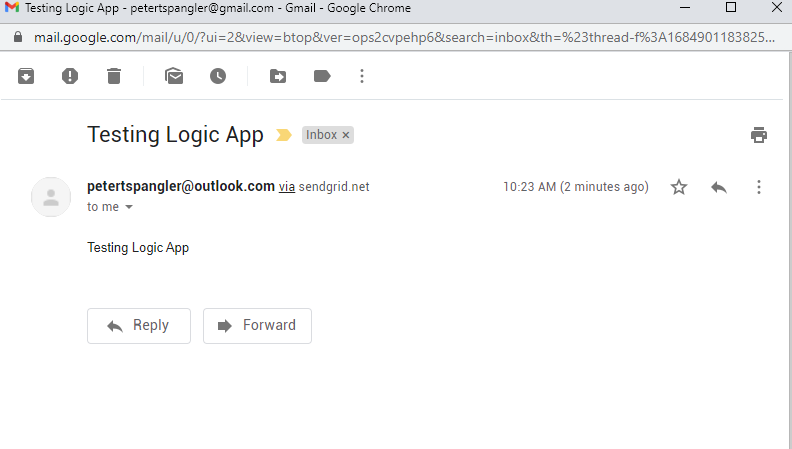 Testing Logic App - petertspangler@gmail.com - Gmail - Google Chrome
mail.google.com/mail/u/0/?ui=2&view=btop&ver=ops2cvpehp6&search=inbox&th=%23thread-f%3A1684901183825...
Testing Logic App Inbox ×
petertspangler@outlook.com via sendgrid.net 10:23 AM (2 minutes ago)
to me
Testing Logic App
Reply Forward